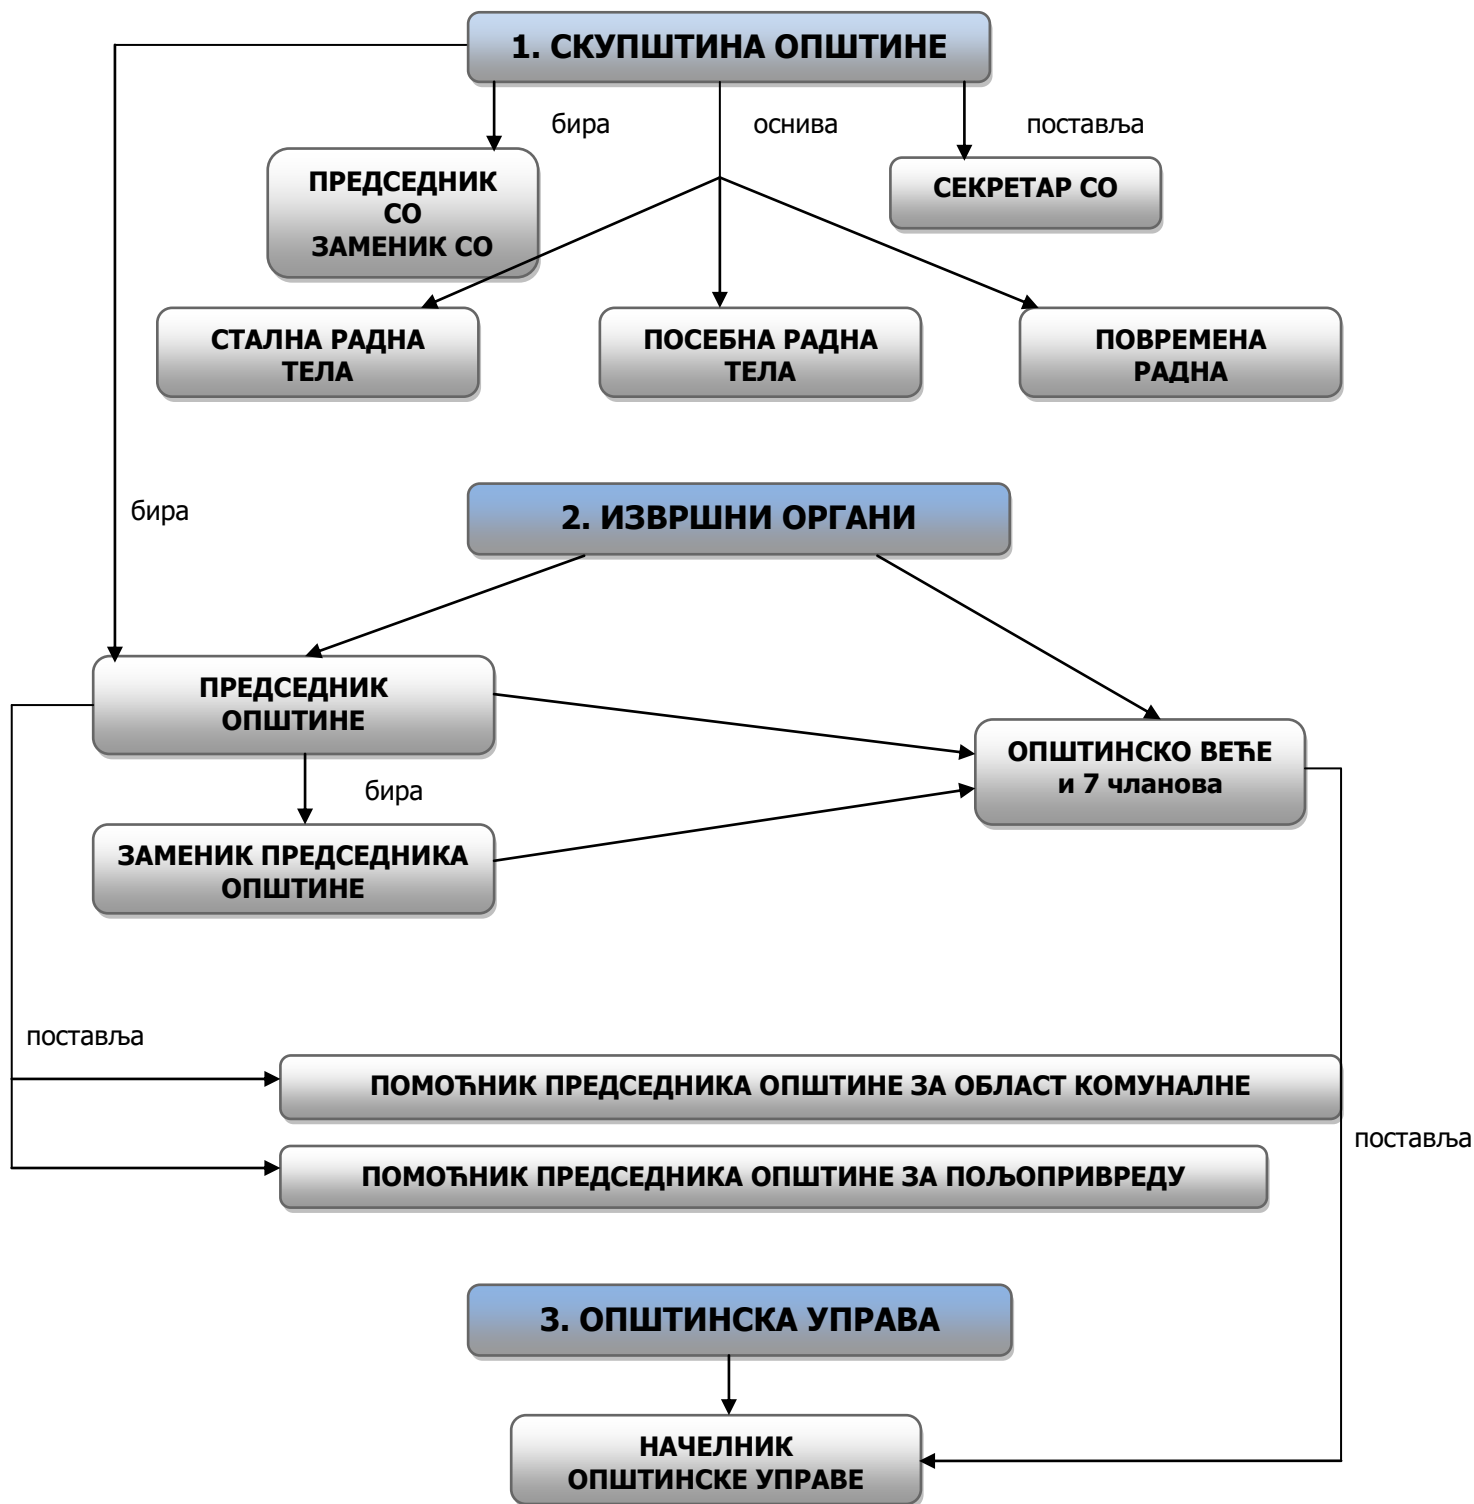 1. СКУПШТИНА ОПШТИНЕ
бира
оснива
поставља
ПРЕДСЕДНИК
СО
ЗАМЕНИК СО
СЕКРЕТАР СО
СТАЛНА РАДНА
ТЕЛА
ПОСЕБНА РАДНА
ТЕЛА
ПОВРЕМЕНА
РАДНА
бира
2. ИЗВРШНИ ОРГАНИ
ПРЕДСЕДНИК
ОПШТИНЕ
ОПШТИНСКО ВЕЋЕ
и 7 чланова
бира
ЗАМЕНИК ПРЕДСЕДНИКА
ОПШТИНЕ
поставља
ПОМОЋНИК ПРЕДСЕДНИКА ОПШТИНЕ ЗА ОБЛАСТ КОМУНАЛНЕ
поставља
ПОМОЋНИК ПРЕДСЕДНИКА ОПШТИНЕ ЗА ПОЉОПРИВРЕДУ
3. ОПШТИНСКА УПРАВА
НАЧЕЛНИК
ОПШТИНСКЕ УПРАВЕ